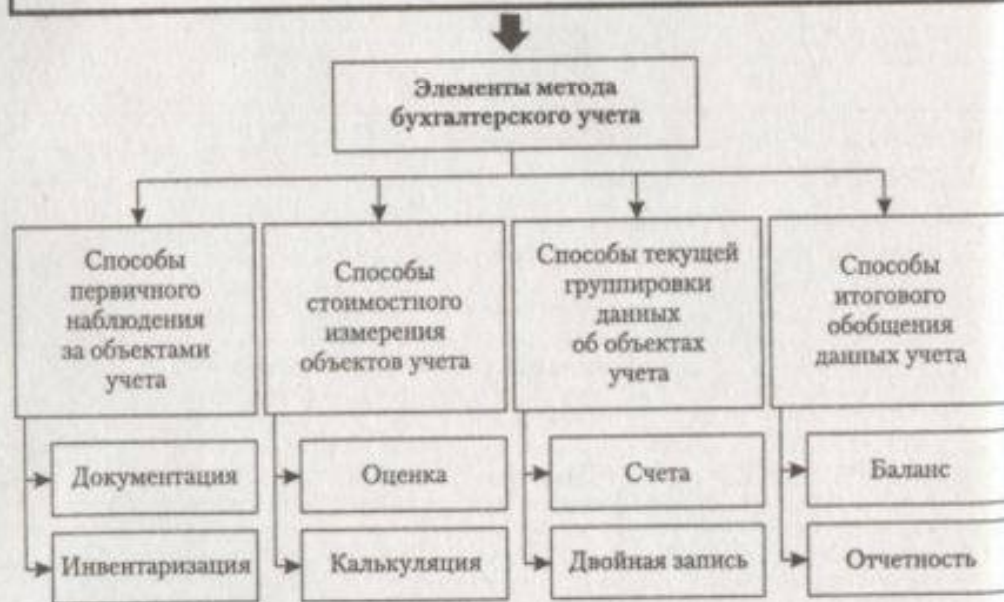 Элементы метода
бухгалтерского учета
Способы
первичного
наблюдения
за объектами
учета
Способы
стоимостного
измерения
объектов учета
Способы текущей
группировки
данных
об объектах
учета
Способы
итогового
обобщения
данных учета
Документация
Оценка
Счета
Баланс
Инвентаризация
Калькуляция
Двойная запись
Отчетность